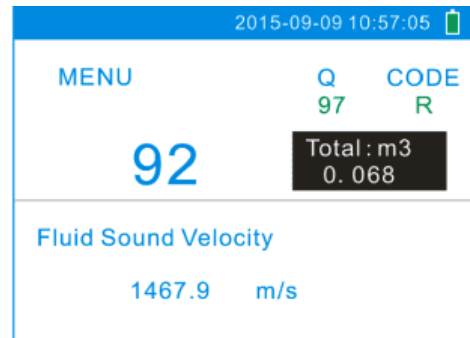 2015-09-09 10:57:05
MENU Q CODE
97 R
92 Total:m3
0.068
Fluid Sound Velocity
1467.9 m/s